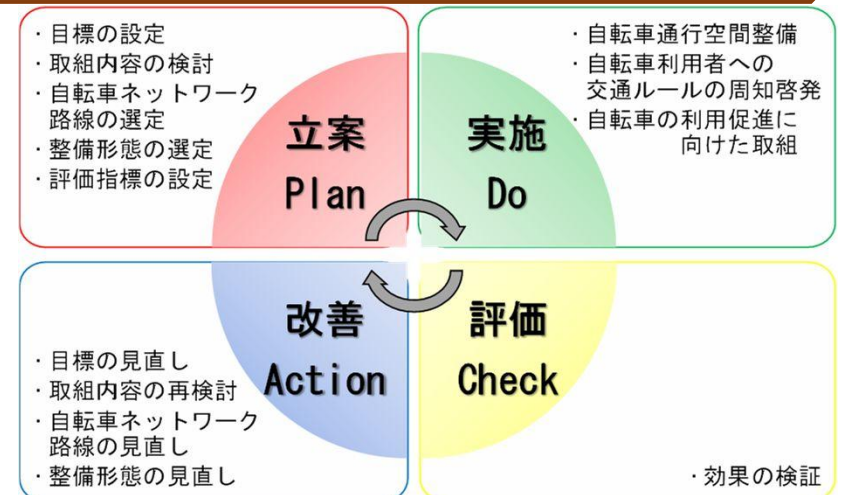 ・目標の設定
・取組内容の検討
・自転車ネットワーク
路線の選定
・整備形態の選定
・評価指標の設定
立案
Plan
・自転車通行空間整備
・自転車利用者への
交通ルールの周知啓発
・自転車の利用促進に
向けた取組
実施
Do
・目標の見直し
・取組内容の再検討
・自転車ネットワーク
路線の見直し
・整備形態の見直し
改善
Action
評価
Check
・効果の検証